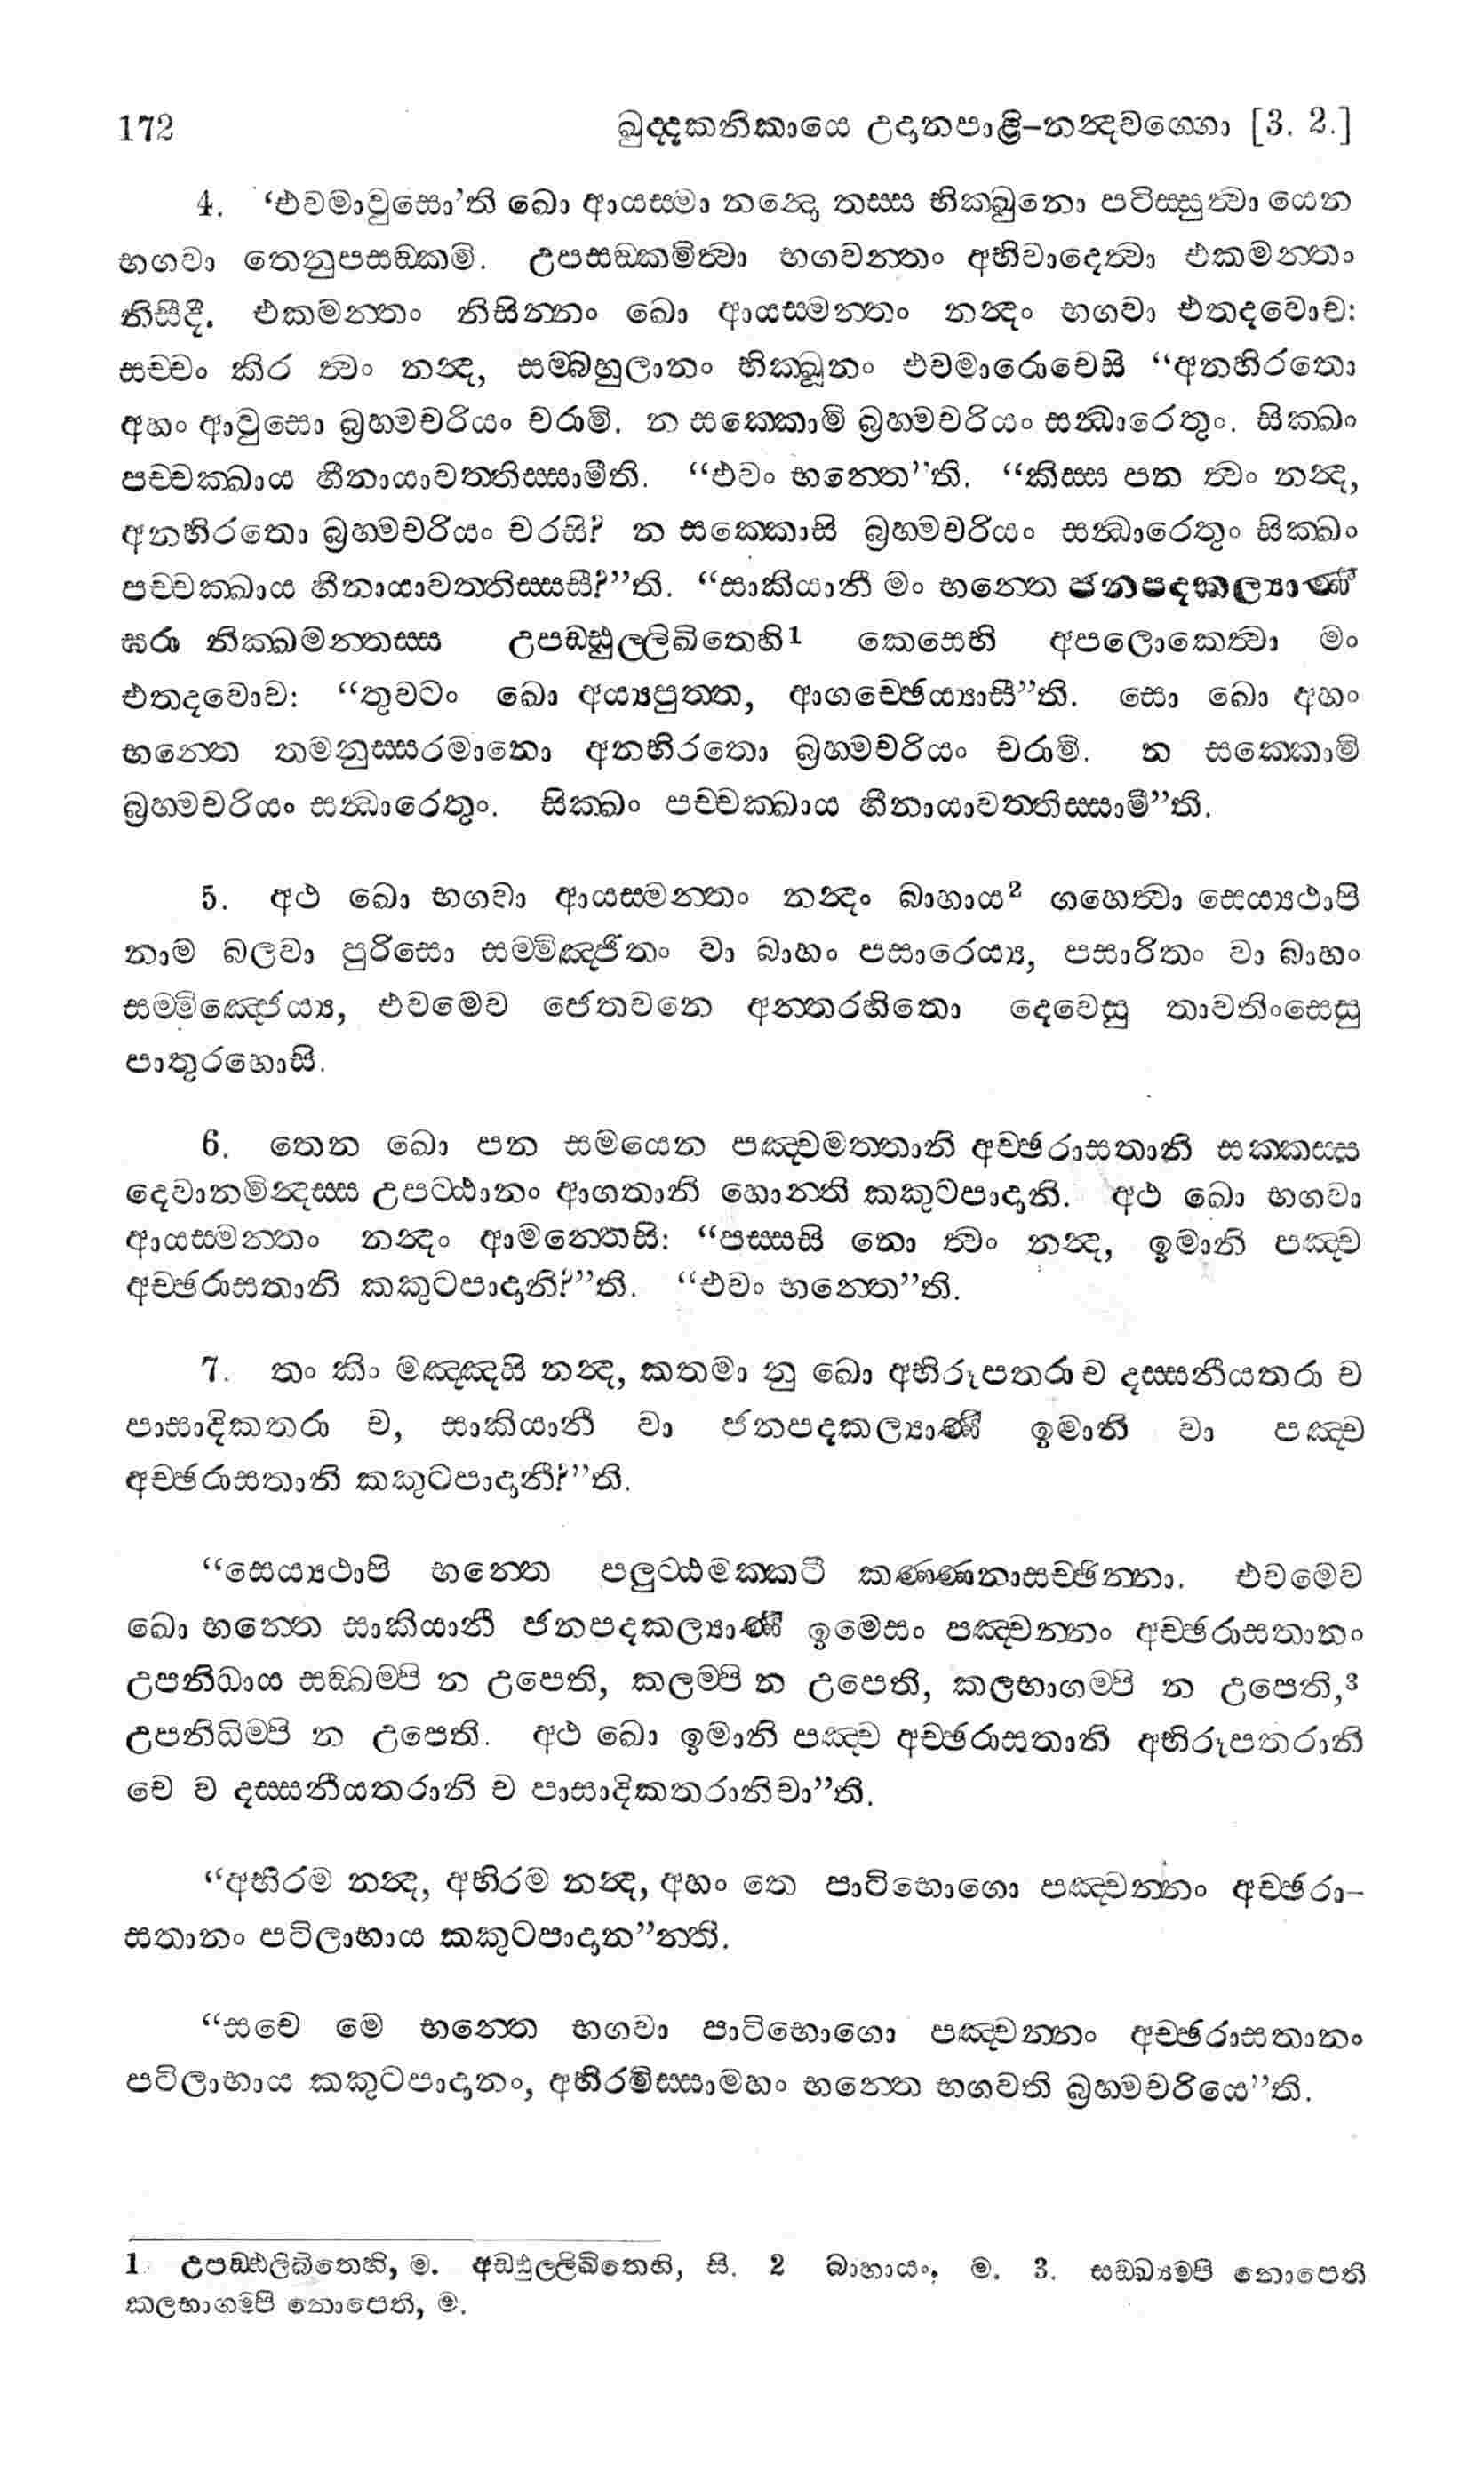 172 ඛුද්දකනිකායෙ උදානපාළි–නන්දවග්ගො [3. 2.]
4. ‘එවමාවුසො’ති ඛො ආයස්මා නන්දො තස්ස භික්ඛුනො පටිස්සුත්වා යෙන
භගවා තෙනුපසඞ්කමි. උපසඞ්කමිත්වා භගවන්තං අභිවාදෙත්වා එකමන්තං
නිසීදි. එකමන්තං නිසින්නං ඛො ආයස්මන්තං නන්දං භගවා එතදවොච:
සච්චං කිර ත්වං නන්ද, සම්බහුලානං භික්ඛූනං එවමාරොචෙසි “අනභිරතො
අහං ආවුසො බ්‍රහ්මචරියං චරාමි. න සක්කොමි බ්‍රහ්මචරියං සන්ධාරෙතුං. සික්ඛං
පච්චක්ඛාය හීනායාවත්තිස්සාමීති. “එවං භන්තෙ”ති. “කිස්ස පන ත්වං නන්ද,
අනභිරතො බ්‍රහ්මචරියං චරසි? න සක්කොසි බ්‍රහ්මචරියං සන්ධාරෙතුං සික්ඛං
පච්චක්ඛාය හීනායාවත්තිස්සසී?”ති. “සාකියානී මං භන්තෙ ජනපදකල්‍යාණී
ඝරා නික්ඛමන්තස්ස උපඩ්ඪුල්ලිඛිතෙහි1 කෙසෙහි අපලොකෙත්වා මං
එතදවොච: “තුවටං ඛො අය්‍යපුත්ත, ආගච්ඡෙය්‍යාසී”ති. සො ඛො අහං
භන්තෙ තමනුස්සරමානො අනභිරතො බ්‍රහ්මචරියං චරාමි. න සක්කොමි
බ්‍රහ්මචරියං සන්ධාරෙතුං. සික්ඛං පච්චක්ඛාය හීනායාවත්තිස්සාමී”ති.
5. අථ ඛො භගවා ආයස්මන්තං නන්දං බාහාය2 ගහෙත්වා සෙය්‍යථාපි
නාම බලවා පුරිසො සම්මිඤ්ජිතං වා බාහං පසාරෙය්‍ය, පසාරිතං වා බාහං
සම්මිඤ්ජෙය්‍ය, එවමෙව ජෙතවනෙ අන්තරහිතො දෙවෙසු තාවතිංසෙසු
පාතුරහොසි.
6. තෙන ඛො පන සමයෙන පඤ්චමත්තානි අච්ඡරාසතානි සක්කස්ස
දෙවානමින්දස්ස උපට්ඨානං ආගතානි හොන්ති කකුටපාදානි. අථ ඛො භගවා
ආයස්මන්තං නන්දං ආමන්තෙසි: “පස්සසි නො ත්වං නන්ද, ඉමානි පඤ්ච
අච්ඡරාසතානි කකුටපාදානි?”ති. “එවං භන්තෙ”ති.
7. තං කිං මඤ්ඤසි නන්ද, කතමා නු ඛො අභිරූපතරා ච දස්සනීයතරා ච
පාසාදිකතරා ච, සාකියානී වා ජනපදකල්‍යාණී ඉමානි වා පඤ්ච
අච්ඡරාසතානි කකුටපාදානී?”ති.
“සෙය්‍යථාපි භන්තෙ පලුට්ඨමක්කටී කණ්ණනාසච්ඡින්නා. එවමෙව
ඛො භන්තෙ සාකියානී ජනපදකල්‍යාණී ඉමෙසං පඤ්චන්නං අච්ඡරාසතානං
උපනිධාය සඞ්ඛම්පි න උපෙති, කලම්පි න උපෙති, කලභාගම්පි න උපෙති,3
උපනිධිම්පි න උපෙති. අථ ඛො ඉමානි පඤ්ච අච්ඡරාසතානි අභිරූපතරානි
චෙ ව දස්සනීයතරානි ච පාසාදිකතරානිචා”ති.
“අභිරම නන්ද, අභිරම නන්ද, අහං තෙ පාටිභොගො පඤ්චන්නං අච්ඡරා–
සතානං පටිලාභාය කකුටපාදාන”න්ති.
“සචෙ මෙ භන්තෙ භගවා පාටිභොගො පඤ්චන්නං අච්ඡරාසතානං
පටිලාභාය කකුටපාදානං, අභිරමිස්සාමහං භන්තෙ භගවති බ්‍රහ්මචරියෙ”ති.
1 උපඩ්ඪලිඛිතෙහි, ම. අඩ්ඪුල්ලිඛිතෙහි, සි. 2 බාහායං, ම. 3. සඞ්ඛ්‍යම්පි නොපෙති
කලභාගම්පි නොපෙති, ම.